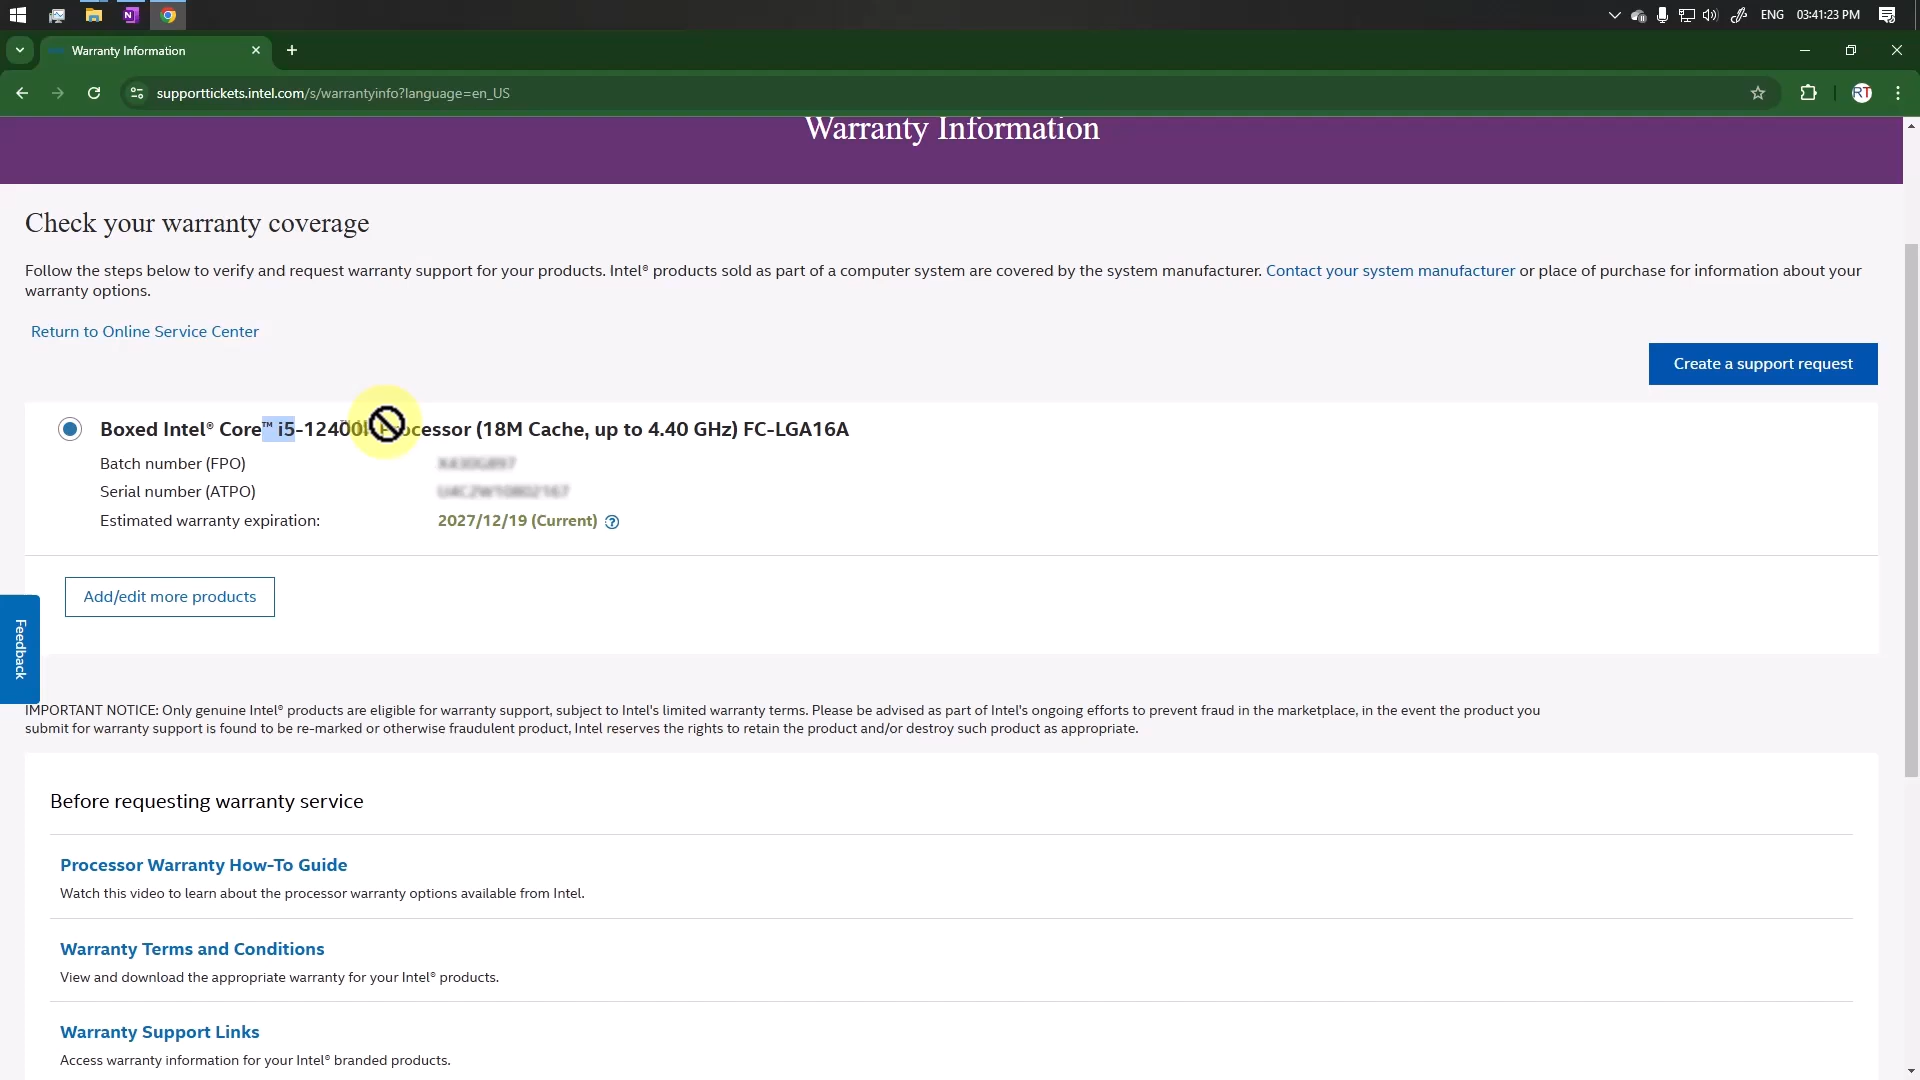 ENG 03:41:23 PM
Warranty Information
supporttickets.intel.com/s/warrantyinfo?language=en_US
RT
Warranty Information
Check your warranty coverage
Follow the steps below to verify and request warranty support for your products. Intel® products sold as part of a computer system are covered by the system manufacturer. Contact your system manufacturer or place of purchase for information about your
warranty options.
Return to Online Service Center
Create a support request
Boxed Intel® Core™ i5-12400F Processor (18M Cache, up to 4.40 GHz) FC-LGA16A
Batch number (FPO)
Serial number (ATPO)
Estimated warranty expiration: 2027/12/19 (Current)
Add/edit more products
Feedback
IMPORTANT NOTICE: Only genuine Intel® products are eligible for warranty support, subject to Intel's limited warranty terms. Please be advised as part of Intel's ongoing efforts to prevent fraud in the marketplace, in the event the product you
submit for warranty support is found to be re-marked or otherwise fraudulent product, Intel reserves the rights to retain the product and/or destroy such product as appropriate.
Before requesting warranty service
Processor Warranty How-To Guide
Watch this video to learn about the processor warranty options available from Intel.
Warranty Terms and Conditions
View and download the appropriate warranty for your Intel® products.
Warranty Support Links
Access warranty information for your Intel® branded products.